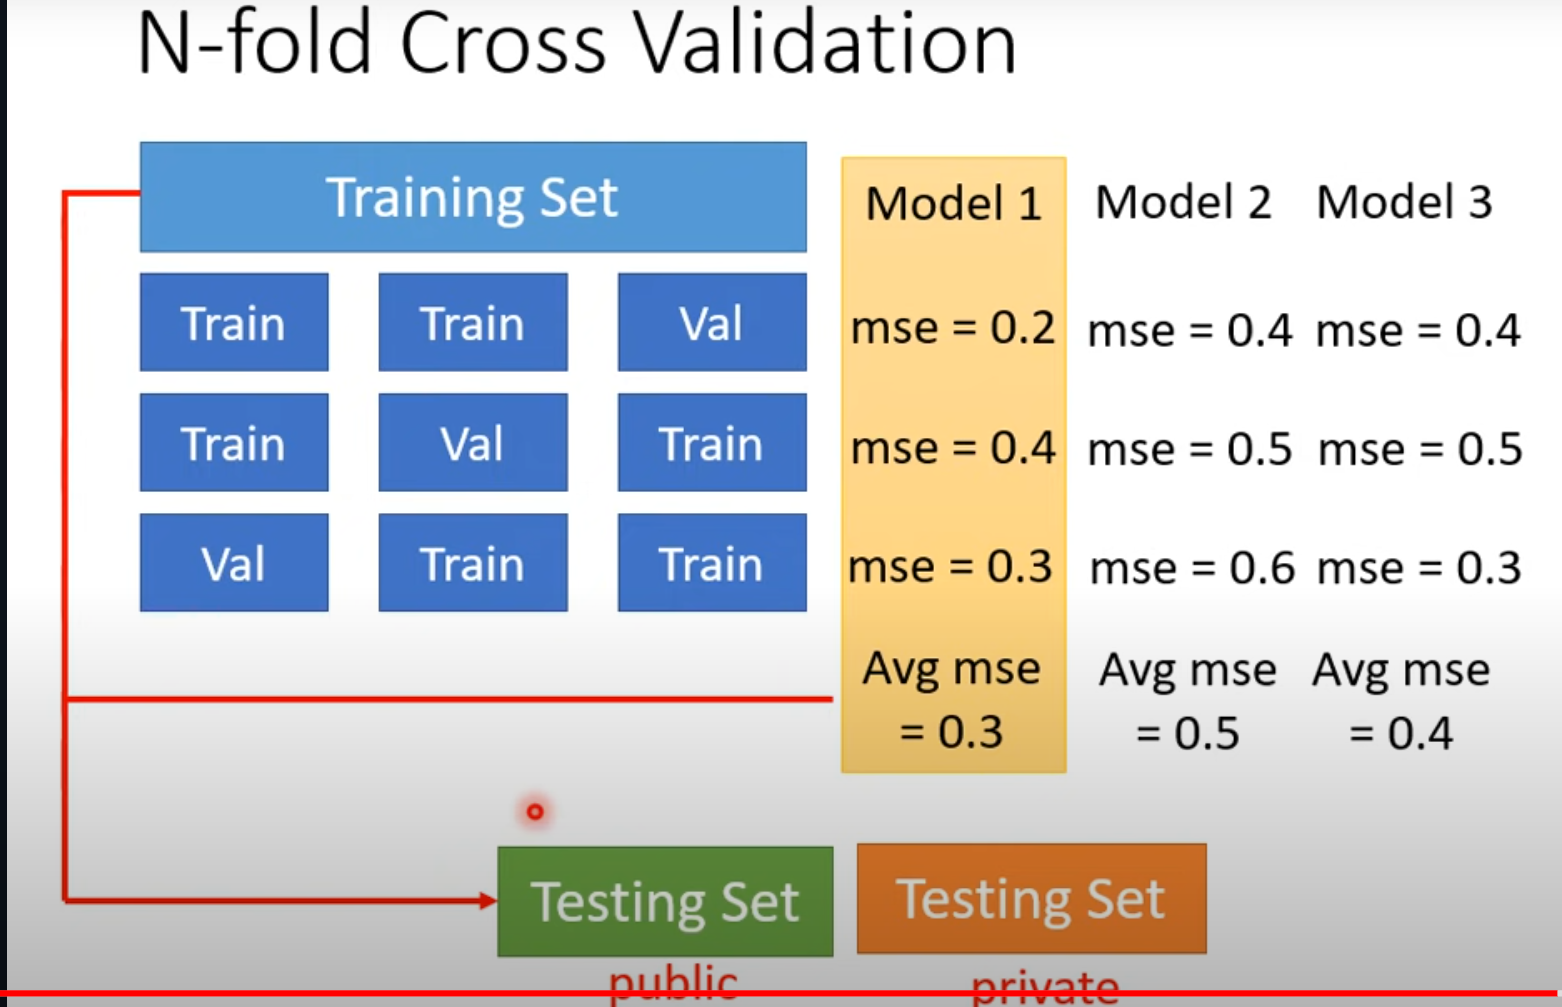 N-fold Cross Validation
Training Set
Model 1 Model 2 Model 3
Train Train Val mse = 0.2 mse = 0.4 mse = 0.4
Train Val Train mse = 0.4 mse = 0.5 mse = 0.5
Val Train Train mse = 0.3 mse = 0.6 mse = 0.3
Avg mse Avg mse Avg mse
= 0.3 = 0.5 = 0.4
Testing Set Testing Set
public private